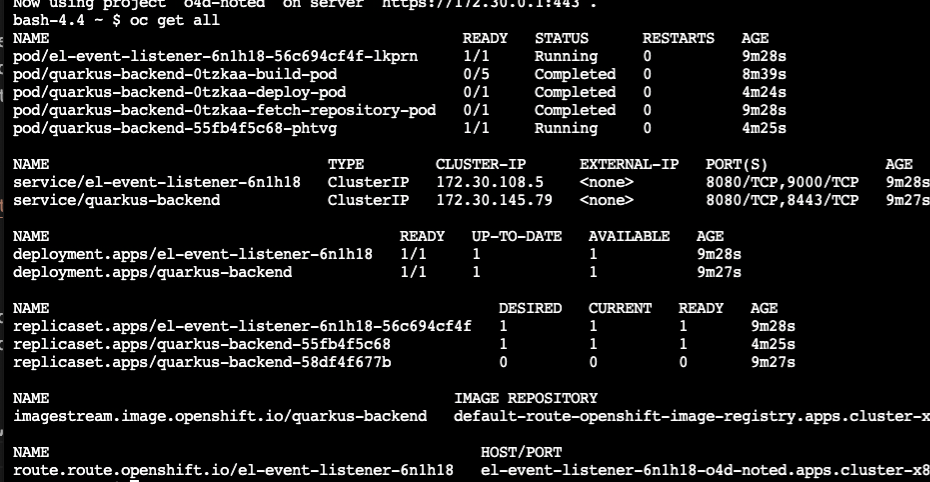 Now using project "o4d-noted" on server "https://172.30.0.1:443".
bash-4.4 ~ $ oc get all
NAME READY STATUS RESTARTS AGE
pod/el-event-listener-6n1h18-56c694cf4f-lkprn 1/1 Running 0 9m28s
pod/quarkus-backend-0tzkaa-build-pod 0/5 Completed 0 8m39s
pod/quarkus-backend-0tzkaa-deploy-pod 0/1 Completed 0 4m24s
pod/quarkus-backend-0tzkaa-fetch-repository-pod 0/1 Completed 0 9m28s
pod/quarkus-backend-55fb4f5c68-phtvg 1/1 Running 0 4m25s
NAME TYPE CLUSTER-IP EXTERNAL-IP PORT(S) AGE
service/el-event-listener-6n1h18 ClusterIP 172.30.108.5 <none> 8080/TCP,9000/TCP 9m28s
service/quarkus-backend ClusterIP 172.30.145.79 <none> 8080/TCP,8443/TCP 9m27s
NAME READY UP-TO-DATE AVAILABLE AGE
deployment.apps/el-event-listener-6n1h18 1/1 1 1 9m28s
deployment.apps/quarkus-backend 1/1 1 1 9m27s
NAME DESIRED CURRENT READY AGE
replicaset.apps/el-event-listener-6n1h18-56c694cf4f 1 1 1 9m28s
replicaset.apps/quarkus-backend-55fb4f5c68 1 1 1 4m25s
replicaset.apps/quarkus-backend-58df4f677b 0 0 0 9m27s
NAME IMAGE REPOSITORY
imagestream.image.openshift.io/quarkus-backend default-route-openshift-image-registry.apps.cluster-x
NAME HOST/PORT
route.route.openshift.io/el-event-listener-6n1h18 el-event-listener-6n1h18-o4d-noted.apps.cluster-x8